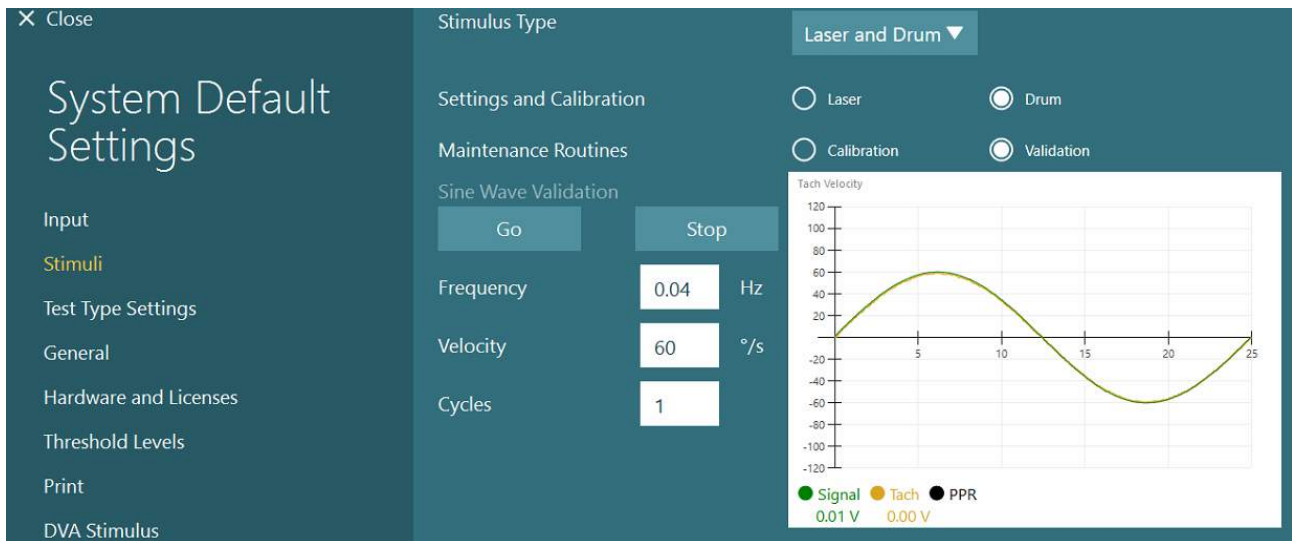 ✕ Close
System Default
Settings
Input
Stimuli
Test Type Settings
General
Hardware and Licenses
Threshold Levels
Print
DVA Stimulus
Stimulus Type
Laser and Drum ▼
Settings and Calibration
Laser
Drum
Maintenance Routines
Calibration
Validation
Sine Wave Validation
Go
Stop
Frequency
0.04
Hz
Velocity
60
°/s
Cycles
1
Tach Velocity
120
100
80
60
40
20
5
10
15
20
25
-20
-40
-60
-80
-100
-120
Signal
Tach
PPR
0.01 V
0.00 V